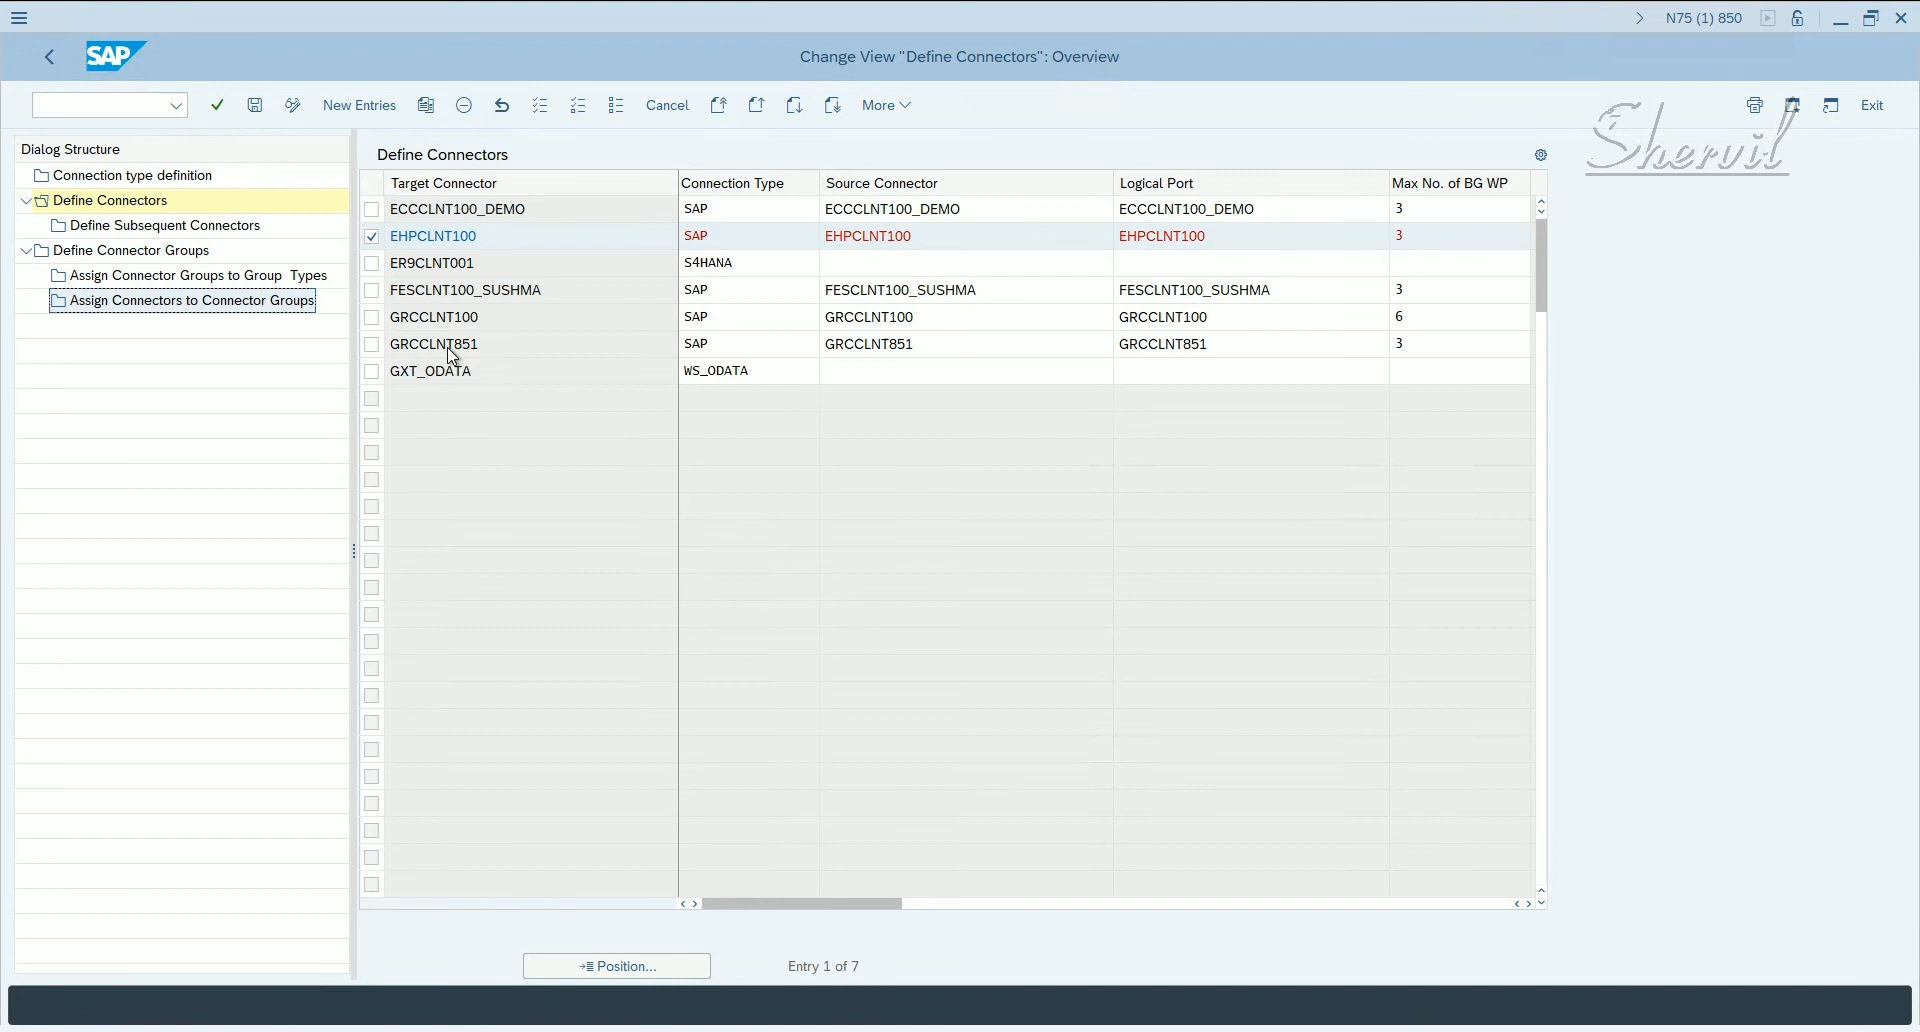 N75 (1) 850
SAP
Change View "Define Connectors": Overview
New Entries
Cancel
More
Exit
Shervil
Dialog Structure
Connection type definition
Define Connectors
Define Subsequent Connectors
Define Connector Groups
Assign Connector Groups to Group Types
Assign Connectors to Connector Groups
Define Connectors
Target Connector Connection Type Source Connector Logical Port Max No. of BG WP
ECCCLNT100_DEMO SAP ECCCLNT100_DEMO ECCCLNT100_DEMO 3
EHPCLNT100 SAP EHPCLNT100 EHPCLNT100 3
ER9CLNT001 S4HANA
FESCLNT100_SUSHMA SAP FESCLNT100_SUSHMA FESCLNT100_SUSHMA 3
GRCCLNT100 SAP GRCCLNT100 GRCCLNT100 6
GRCCLNT851 SAP GRCCLNT851 GRCCLNT851 3
GXT_ODATA WS_ODATA
Position...
Entry 1 of 7